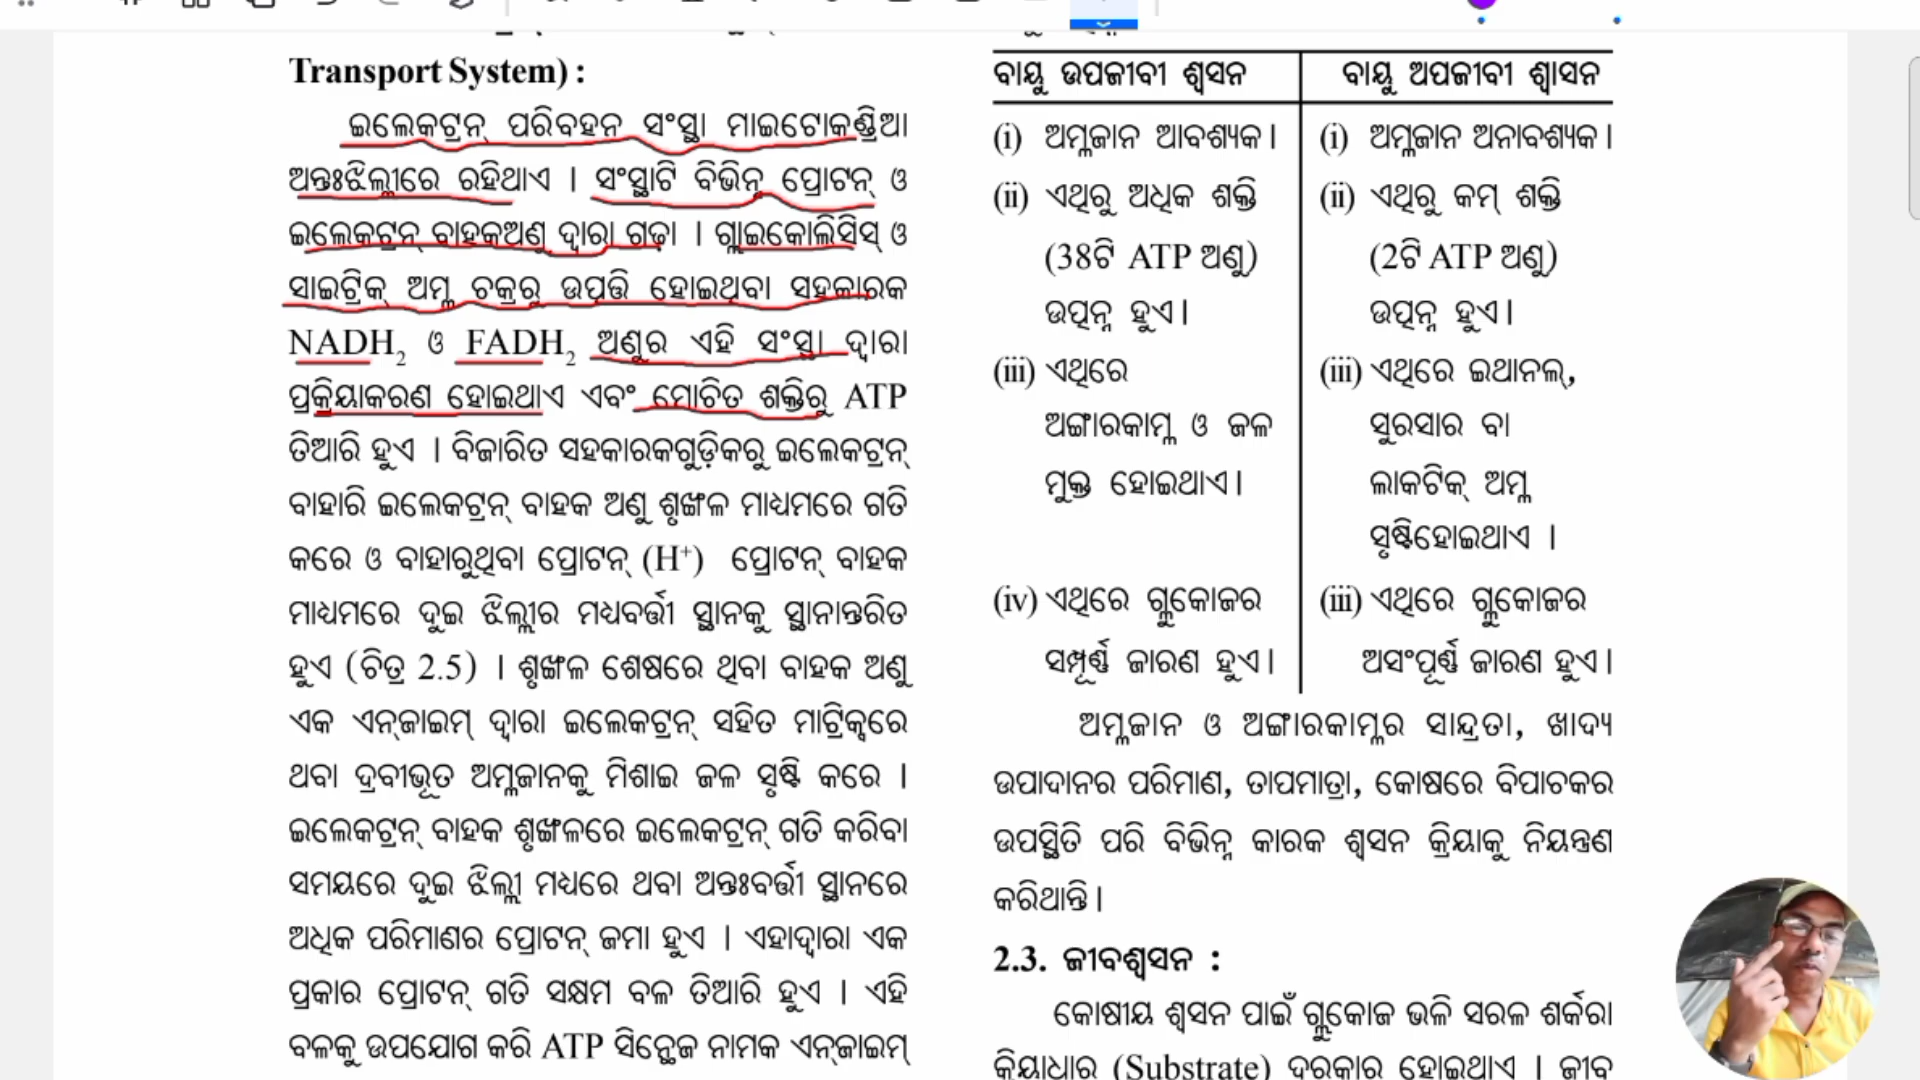 Transport System) :
ଇଲେକଟ୍ରନ୍ ପରିବହନ ସଂସ୍ଥା ମାଇଟୋକଣ୍ଡ୍ରିଆ
ଅନ୍ତଃଝିଲ୍ଲୀରେ ରହିଥାଏ । ସଂସ୍ଥାଟି ବିଭିନ୍ନ ପ୍ରୋଟନ୍ ଓ
ଇଲେକଟ୍ରନ୍ ବାହକଅଣୁ ଦ୍ୱାରା ଗଢ଼ା । ଗ୍ଲାଇକୋଲିସିସ୍ ଓ
ସାଇଟ୍ରିକ୍ ଅମ୍ଳ ଚକ୍ରରୁ ଉତ୍ପତ୍ତି ହୋଇଥିବା ସହକାରକ
NADH₂ ଓ FADH₂ ଅଣୁର ଏହି ସଂସ୍ଥା ଦ୍ୱାରା
ପ୍ରକ୍ରିୟାକରଣ ହୋଇଥାଏ ଏବଂ ମୋଚିତ ଶକ୍ତିରୁ ATP
ତିଆରି ହୁଏ । ବିଜାରିତ ସହକାରକଗୁଡ଼ିକରୁ ଇଲେକଟ୍ରନ୍
ବାହାରି ଇଲେକଟ୍ରନ୍ ବାହକ ଅଣୁ ଶୃଙ୍ଖଳ ମାଧ୍ୟମରେ ଗତି
କରେ ଓ ବାହାରୁଥିବା ପ୍ରୋଟନ୍ (H⁺) ପ୍ରୋଟନ୍ ବାହକ
ମାଧ୍ୟମରେ ଦୁଇ ଝିଲ୍ଲୀର ମଧ୍ୟବର୍ତ୍ତୀ ସ୍ଥାନକୁ ସ୍ଥାନାନ୍ତରିତ
ହୁଏ (ଚିତ୍ର 2.5) । ଶୃଙ୍ଖଳ ଶେଷରେ ଥିବା ବାହକ ଅଣୁ
ଏକ ଏନ୍‌ଜାଇମ୍ ଦ୍ୱାରା ଇଲେକଟ୍ରନ୍ ସହିତ ମାଟ୍ରିକ୍ସରେ
ଥିବା ଦ୍ରବୀଭୂତ ଅମ୍ଳଜାନକୁ ମିଶାଇ ଜଳ ସୃଷ୍ଟି କରେ ।
ଇଲେକଟ୍ରନ୍ ବାହକ ଶୃଙ୍ଖଳରେ ଇଲେକଟ୍ରନ୍ ଗତି କରିବା
ସମୟରେ ଦୁଇ ଝିଲ୍ଲୀ ମଧ୍ୟରେ ଥିବା ଅନ୍ତଃବର୍ତ୍ତୀ ସ୍ଥାନରେ
ଅଧିକ ପରିମାଣର ପ୍ରୋଟନ୍ ଜମା ହୁଏ । ଏହାଦ୍ୱାରା ଏକ
ପ୍ରକାର ପ୍ରୋଟନ୍ ଗତି ସକ୍ଷମ ବଳ ତିଆରି ହୁଏ । ଏହି
ବଳକୁ ଉପଯୋଗ କରି ATP ସିନ୍ଥେଜ ନାମକ ଏନ୍‌ଜାଇମ୍
ବାୟୁ ଉପଜୀବୀ ଶ୍ୱସନ
(i) ଅମ୍ଳଜାନ ଆବଶ୍ୟକ ।
(ii) ଏଥିରୁ ଅଧିକ ଶକ୍ତି
(38ଟି ATP ଅଣୁ)
ଉତ୍ପନ୍ନ ହୁଏ ।
(iii) ଏଥିରେ
ଅଙ୍ଗାରକାମ୍ଳ ଓ ଜଳ
ମୁକ୍ତ ହୋଇଥାଏ ।
(iv) ଏଥିରେ ଗ୍ଲୁକୋଜର
ସମ୍ପୂର୍ଣ୍ଣ ଜାରଣ ହୁଏ ।
ବାୟୁ ଅପଜୀବୀ ଶ୍ୱାସନ
(i) ଅମ୍ଳଜାନ ଅନାବଶ୍ୟକ ।
(ii) ଏଥିରୁ କମ୍ ଶକ୍ତି
(2ଟି ATP ଅଣୁ)
ଉତ୍ପନ୍ନ ହୁଏ ।
(iii) ଏଥିରେ ଇଥାନଲ୍,
ସୁରସାର ବା
ଲାକଟିକ୍ ଅମ୍ଳ
ସୃଷ୍ଟିହୋଇଥାଏ ।
(iii) ଏଥିରେ ଗ୍ଲୁକୋଜର
ଅସଂପୂର୍ଣ୍ଣ ଜାରଣ ହୁଏ ।
ଅମ୍ଳଜାନ ଓ ଅଙ୍ଗାରକାମ୍ଳର ସାନ୍ଦ୍ରତା, ଖାଦ୍ୟ
ଉପାଦାନର ପରିମାଣ, ତାପମାତ୍ରା, କୋଷରେ ବିପାଚକର
ଉପସ୍ଥିତି ପରି ବିଭିନ୍ନ କାରକ ଶ୍ୱସନ କ୍ରିୟାକୁ ନିୟନ୍ତ୍ରଣ
କରିଥାନ୍ତି ।
2.3. ଜୀବଶ୍ୱସନ :
କୋଷୀୟ ଶ୍ୱସନ ପାଇଁ ଗ୍ଲୁକୋଜ ଭଳି ସରଳ ଶର୍କରା
କ୍ରିୟାଧାର (Substrate) ଦରକାର ହୋଇଥାଏ । ଜୀବ